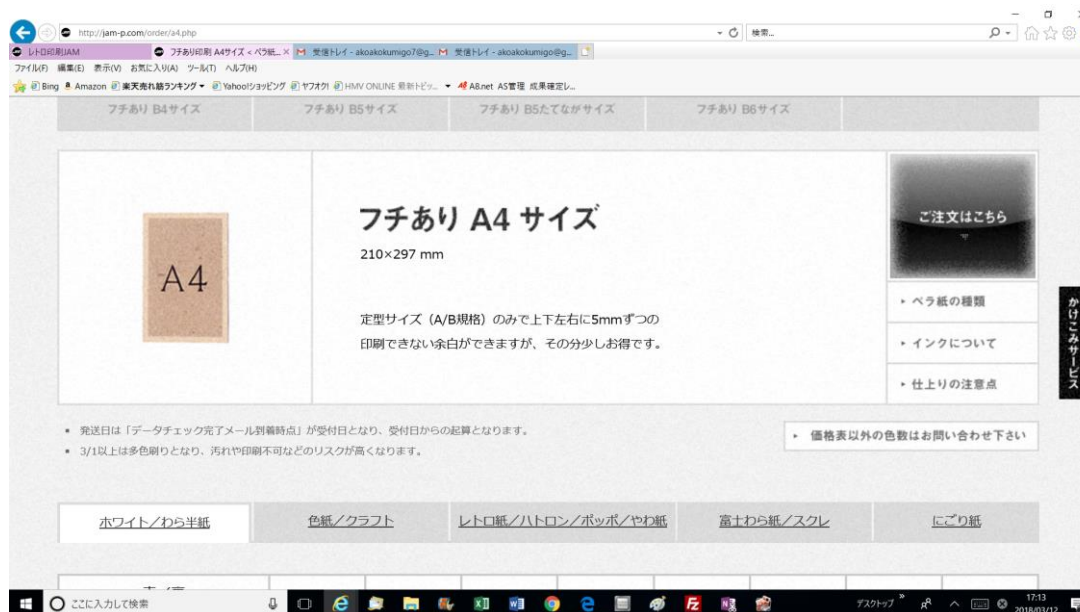 http://jam-p.com/order/a4.php
検索...
レトロ印刷JAM
フチあり印刷 A4サイズ < ペラ紙...
受信トレイ - akoakokumigo7@g...
受信トレイ - akoakokumigo@g...
ファイル(F) 編集(E) 表示(V) お気に入り(A) ツール(T) ヘルプ(H)
Bing Amazon 楽天売れ筋ランキング Yahoo!ショッピング ヤフオク! HMV ONLINE 最新トピッ... A8.net AS管理 成果確定レ...
フチあり B4サイズ フチあり B5サイズ フチあり B5たてながサイズ フチあり B6サイズ
A4
フチあり A4 サイズ
210×297 mm
定型サイズ（A/B規格）のみで上下左右に5mmずつの
印刷できない余白ができますが、その分少しお得です。
ご注文はこちら
ペラ紙の種類
インクについて
仕上りの注意点
かけこみサービス
発送日は「データチェック完了メール到着時点」が受付日となり、受付日からの起算となります。
3/1以上は多色刷りとなり、汚れや印刷不可などのリスクが高くなります。
価格表以外の色数はお問い合わせ下さい
ホワイト／わら半紙 色紙／クラフト レトロ紙／ハトロン／ポッポ／やわ紙 富士わら紙／スクレ にごり紙
ここに入力して検索
デスクトップ
17:13
2018/03/12